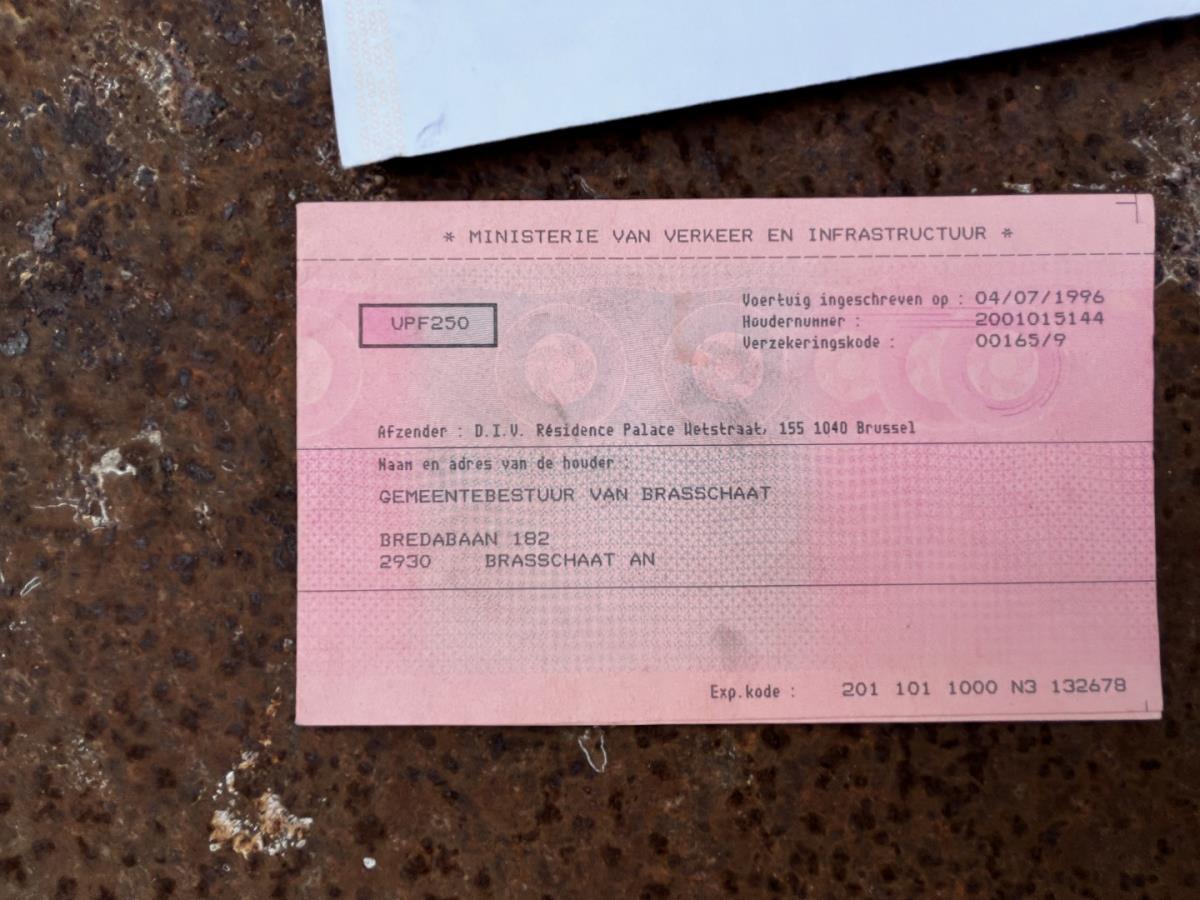 * MINISTERIE VAN VERKEER EN INFRASTRUCTUUR *
UPF250
Voertuig ingeschreven op : 04/07/1996
Houdernummer : 2001015144
Verzekeringskode : 00165/9
Afzender : D.I.V. Résidence Palace Wetstraat, 155 1040 Brussel
Naam en adres van de houder :
GEMEENTEBESTUUR VAN BRASSCHAAT
BREDABAAN 182
2930 BRASSCHAAT AN
Exp.kode : 201 101 1000 N3 132678